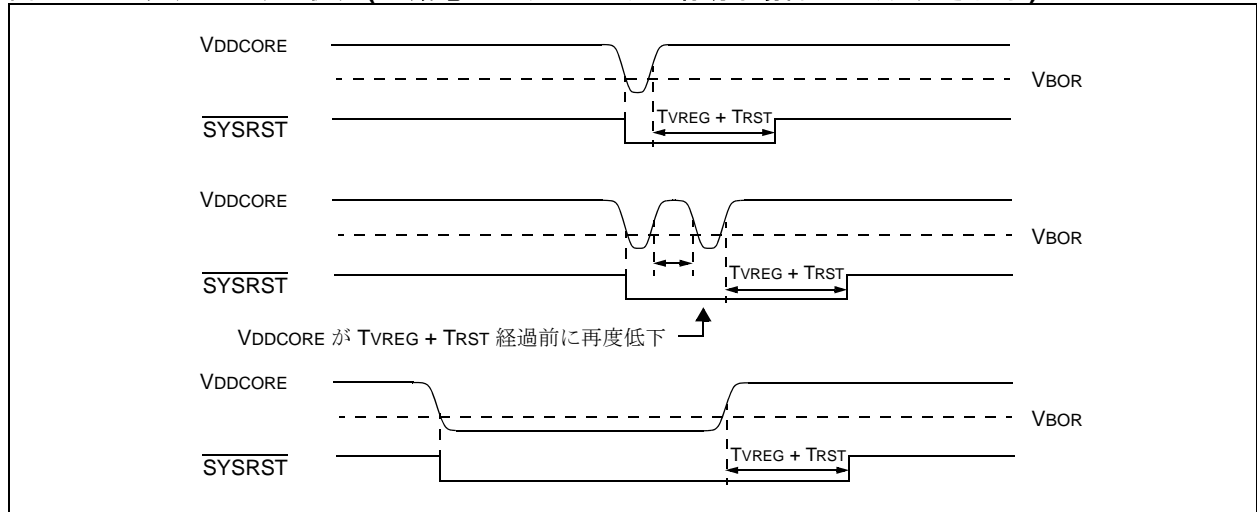 VDDCORE
VBOR
SYSRST
TVREG + TRST
VDDCORE
VBOR
SYSRST
TVREG + TRST
VDDCORE が TVREG + TRST 経過前に再度低下
VDDCORE
VBOR
SYSRST
TVREG + TRST